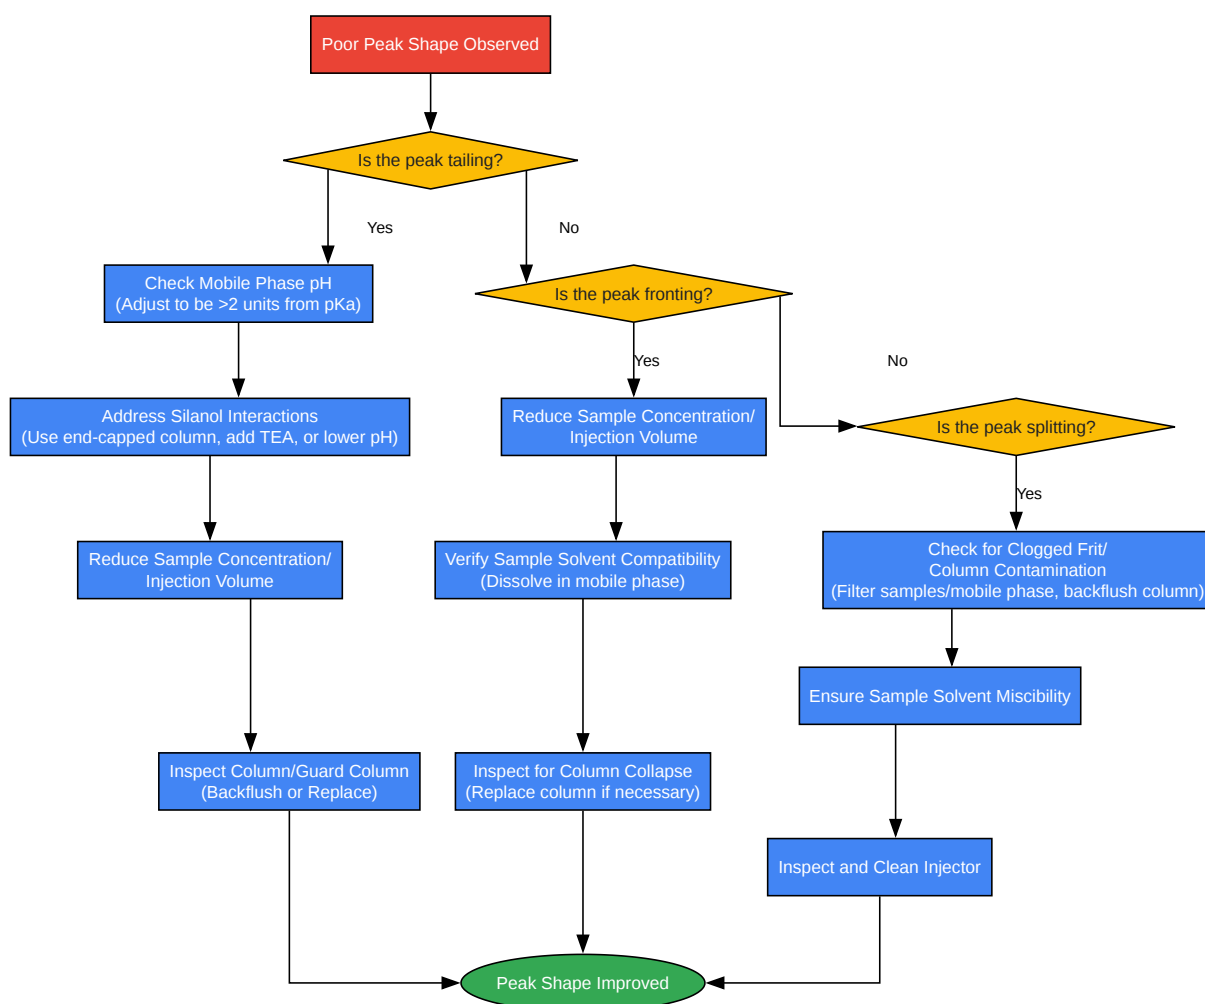 Poor Peak Shape Observed
Is the peak tailing?
Yes
No
Check Mobile Phase pH
(Adjust to be >2 units from pKa)
Is the peak fronting?
Yes
No
Address Silanol Interactions
(Use end-capped column, add TEA, or lower pH)
Reduce Sample Concentration/
Injection Volume
Is the peak splitting?
Yes
Reduce Sample Concentration/
Injection Volume
Verify Sample Solvent Compatibility
(Dissolve in mobile phase)
Check for Clogged Frit/
Column Contamination
(Filter samples/mobile phase, backflush column)
Ensure Sample Solvent Miscibility
Inspect Column/Guard Column
(Backflush or Replace)
Inspect for Column Collapse
(Replace column if necessary)
Inspect and Clean Injector
Peak Shape Improved